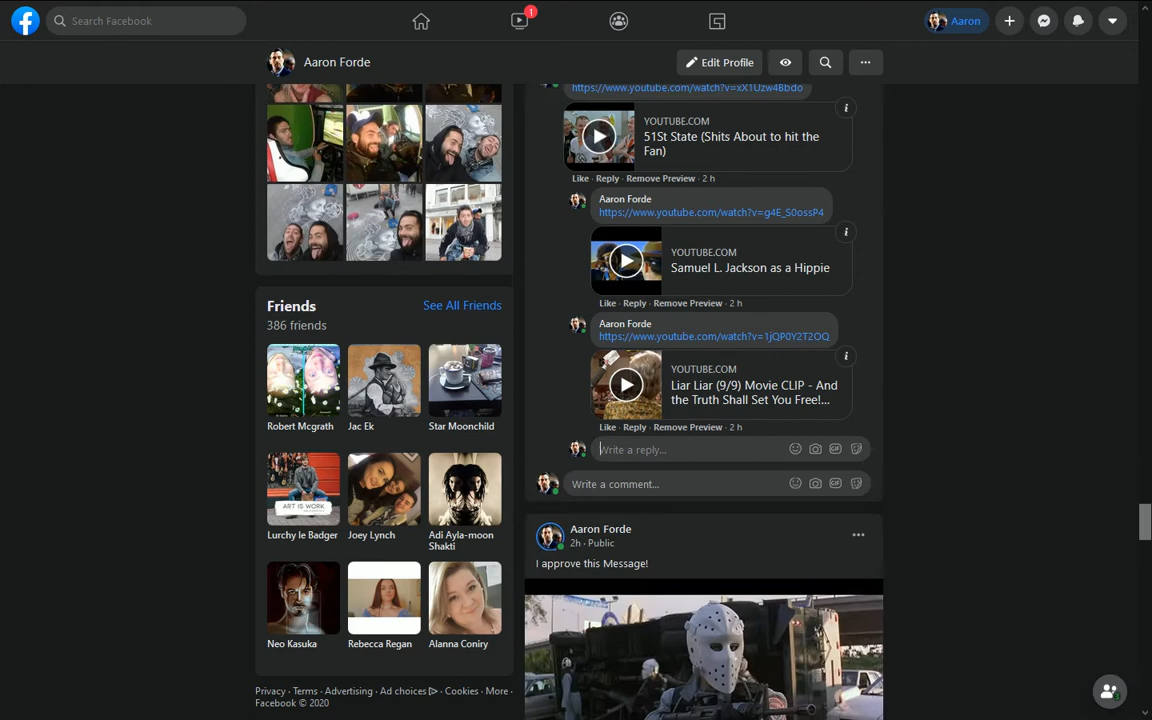 Search Facebook
1
Aaron
Aaron Forde
Edit Profile
https://www.youtube.com/watch?v=xX1Uzw4Bbdo
YOUTUBE.COM
51St State (Shits About to hit the
Fan)
Like · Reply · Remove Preview · 2 h
Aaron Forde
https://www.youtube.com/watch?v=g4E_S0ossP4
YOUTUBE.COM
Samuel L. Jackson as a Hippie
Like · Reply · Remove Preview · 2 h
Aaron Forde
https://www.youtube.com/watch?v=1jQP0Y2T2OQ
YOUTUBE.COM
Liar Liar (9/9) Movie CLIP - And
the Truth Shall Set You Free!...
Like · Reply · Remove Preview · 2 h
Write a reply...
Write a comment...
Friends
See All Friends
386 friends
Robert Mcgrath
Jac Ek
Star Moonchild
ART IS WORK
Lurchy le Badger
Joey Lynch
Adi Ayla-moon
Shakti
Neo Kasuka
Rebecca Regan
Alanna Coniry
Privacy · Terms · Advertising · Ad choices · Cookies · More ·
Facebook © 2020
Aaron Forde
2h · Public
I approve this Message!